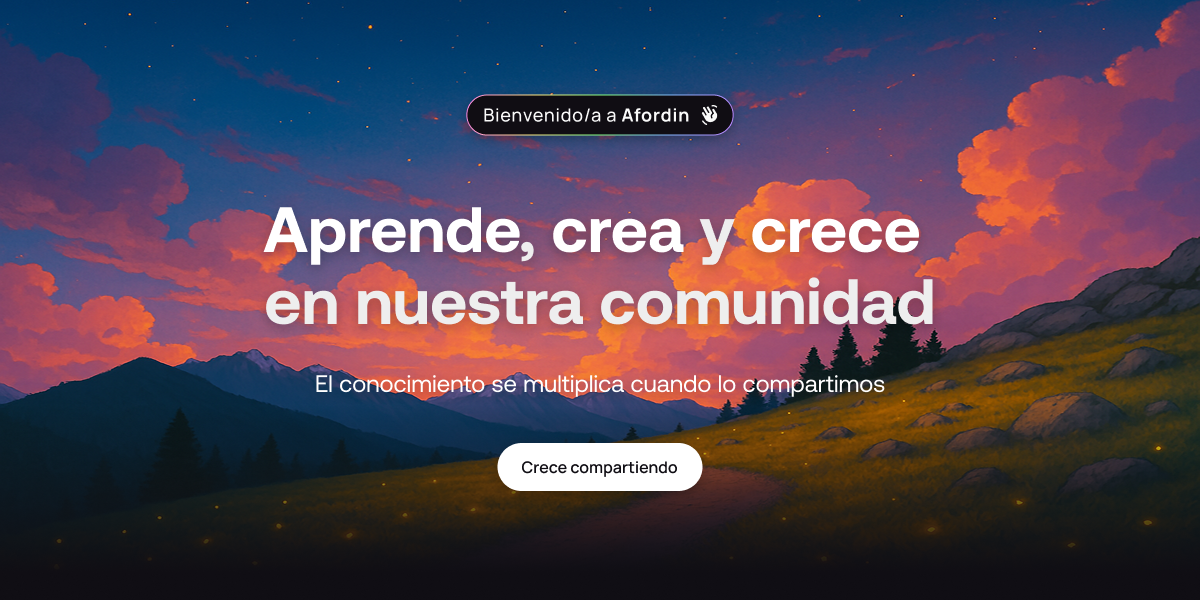 Bienvenido/a a Afordin 👋
Aprende, crea y crece
en nuestra comunidad
El conocimiento se multiplica cuando lo compartimos
Crece compartiendo